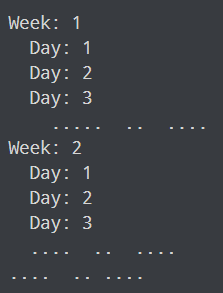 Week: 1
  Day: 1
  Day: 2
  Day: 3
    .....  ..  ....
Week: 2
  Day: 1
  Day: 2
  Day: 3
  ....  ..  ....
....  .. ....